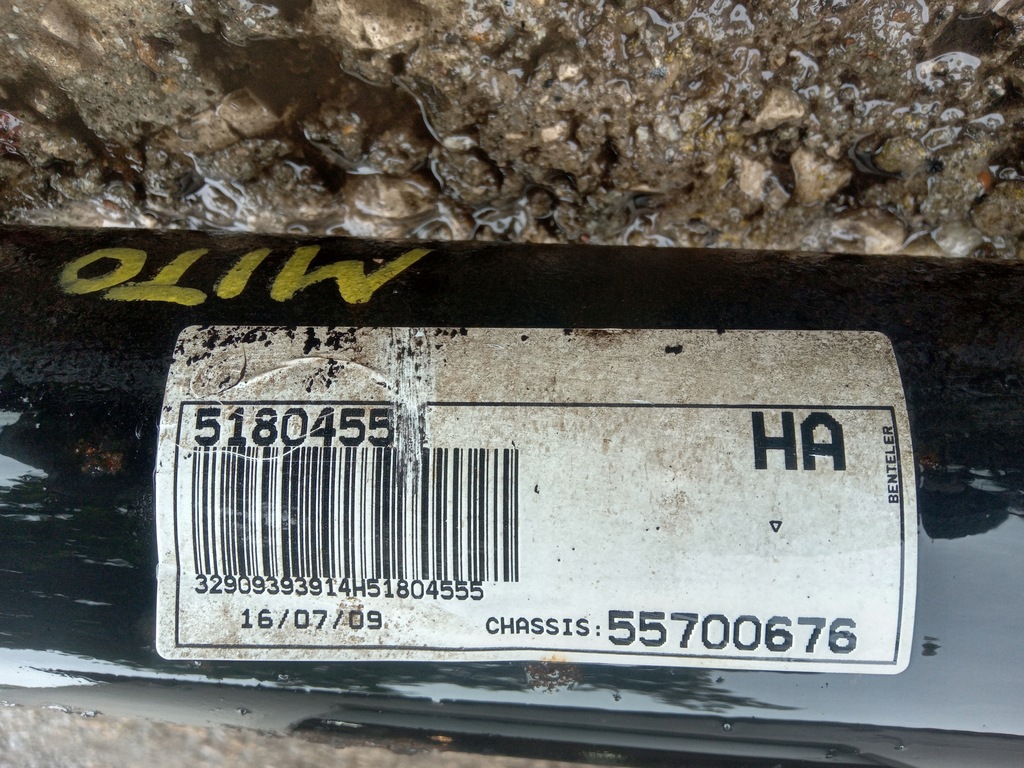 MITO
5180455
HA
BENTELER
32909393914H51804555
16/07/09
CHASSIS: 55700676